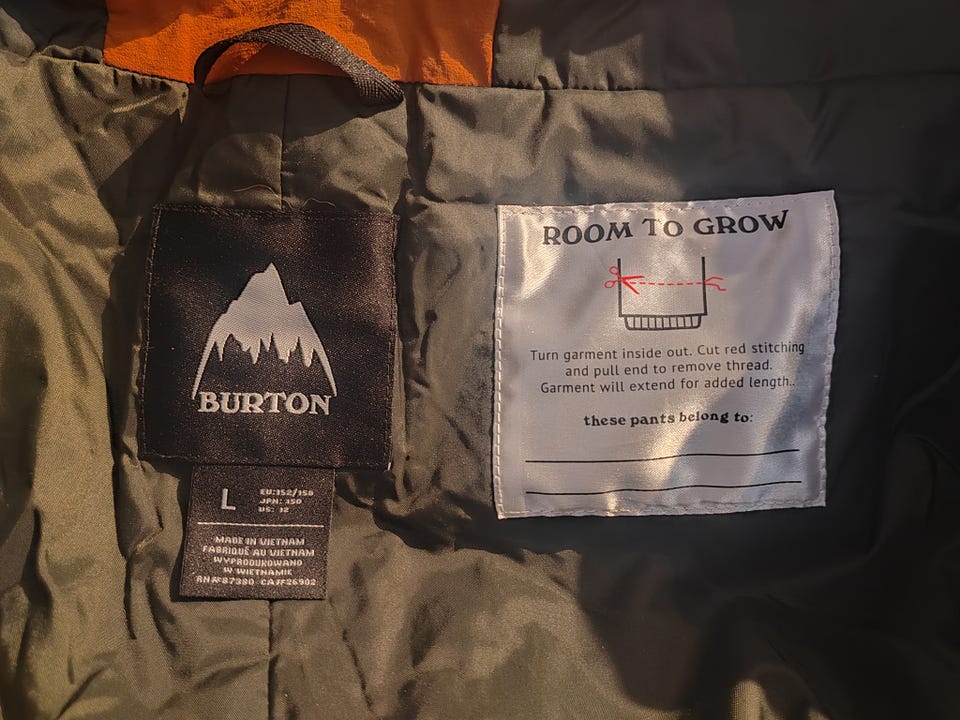 BURTON
L
EU:152/158
JPN: 150
US: 12
MADE IN VIETNAM
FABRIQUÉ AU VIETNAM
WYPRODUKOWANO
W WIETNAMIE
RN#87380 CA#26902
ROOM TO GROW
Turn garment inside out. Cut red stitching
and pull end to remove thread.
Garment will extend for added length.
these pants belong to: